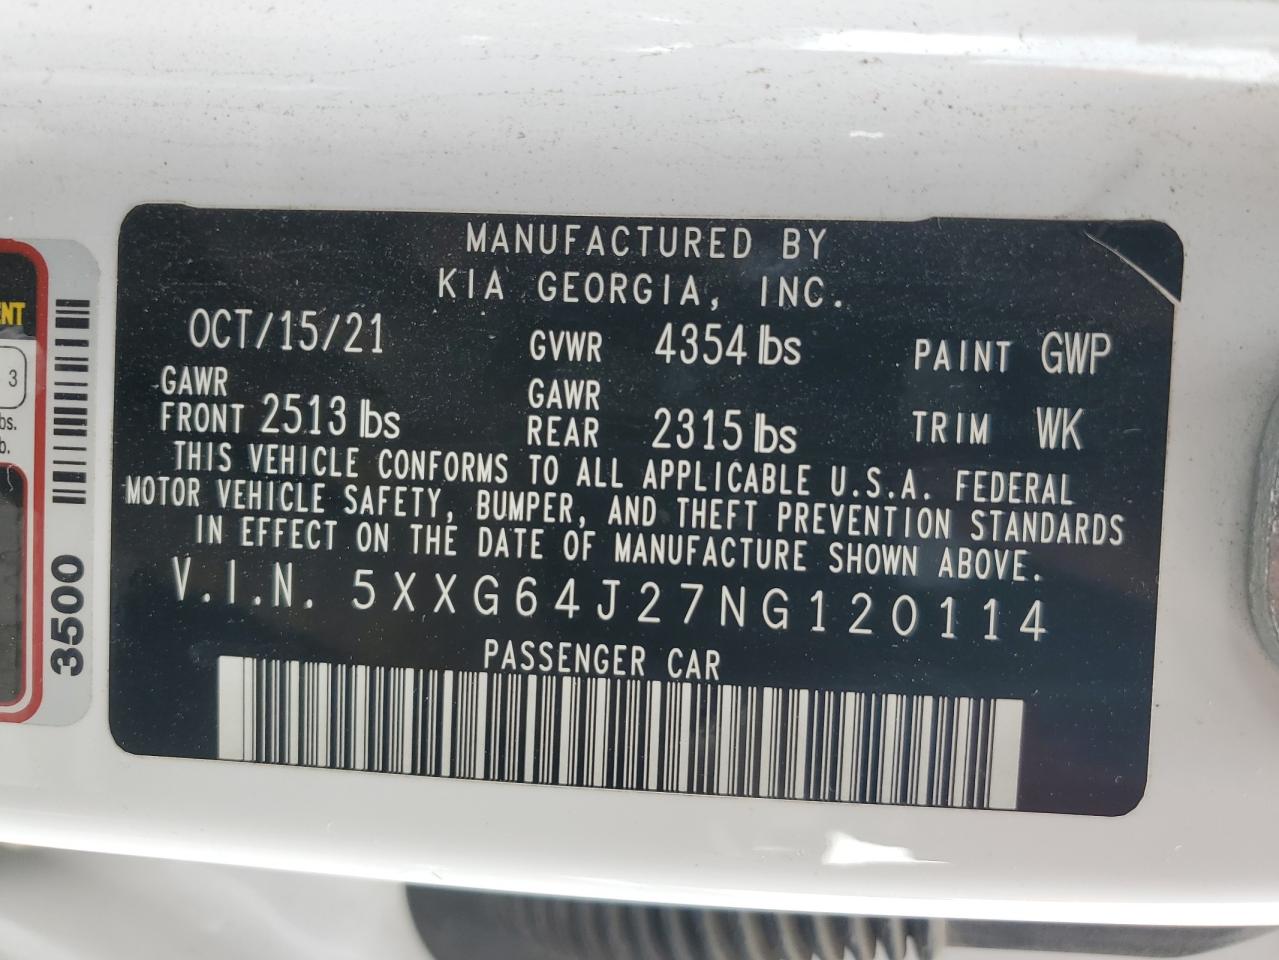 MANUFACTURED BY
KIA GEORGIA, INC.
OCT/15/21 GVWR 4354 lbs PAINT GWP
GAWR FRONT 2513 lbs GAWR REAR 2315 lbs TRIM WK
THIS VEHICLE CONFORMS TO ALL APPLICABLE U.S.A. FEDERAL
MOTOR VEHICLE SAFETY, BUMPER, AND THEFT PREVENTION STANDARDS
IN EFFECT ON THE DATE OF MANUFACTURE SHOWN ABOVE.
V.I.N. 5XXG64J27NG120114
PASSENGER CAR
3
3500